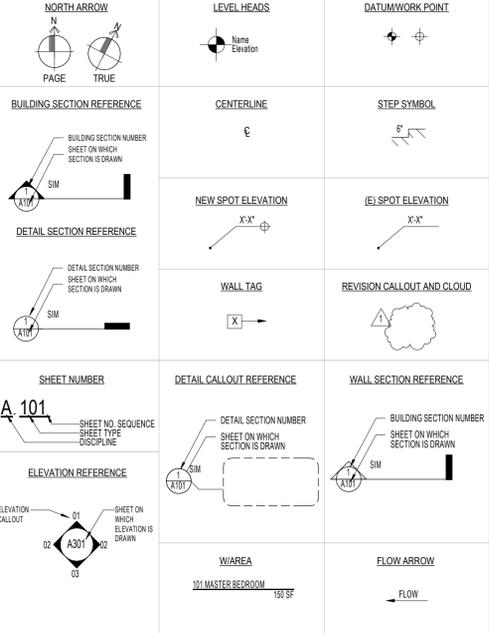 NORTH ARROW
N
PAGE
TRUE
LEVEL HEADS
Name
Elevation
DATUM/WORK POINT
BUILDING SECTION REFERENCE
BUILDING SECTION NUMBER
SHEET ON WHICH
SECTION IS DRAWN
1
SIM
A101
CENTERLINE
℄
STEP SYMBOL
6"
DETAIL SECTION REFERENCE
DETAIL SECTION NUMBER
SHEET ON WHICH
SECTION IS DRAWN
1
SIM
A101
NEW SPOT ELEVATION
X'-X"
(E) SPOT ELEVATION
X'-X"
WALL TAG
X
REVISION CALLOUT AND CLOUD
1
SHEET NUMBER
A 101
SHEET NO. SEQUENCE
SHEET TYPE
DISCIPLINE
DETAIL CALLOUT REFERENCE
DETAIL SECTION NUMBER
SHEET ON WHICH
SECTION IS DRAWN
1
SIM
A101
WALL SECTION REFERENCE
BUILDING SECTION NUMBER
SHEET ON WHICH
SECTION IS DRAWN
1
SIM
A101
ELEVATION REFERENCE
ELEVATION
CALLOUT
01
SHEET ON
WHICH
ELEVATION IS
DRAWN
02
A301
02
03
W/AREA
101 MASTER BEDROOM
150 SF
FLOW ARROW
FLOW